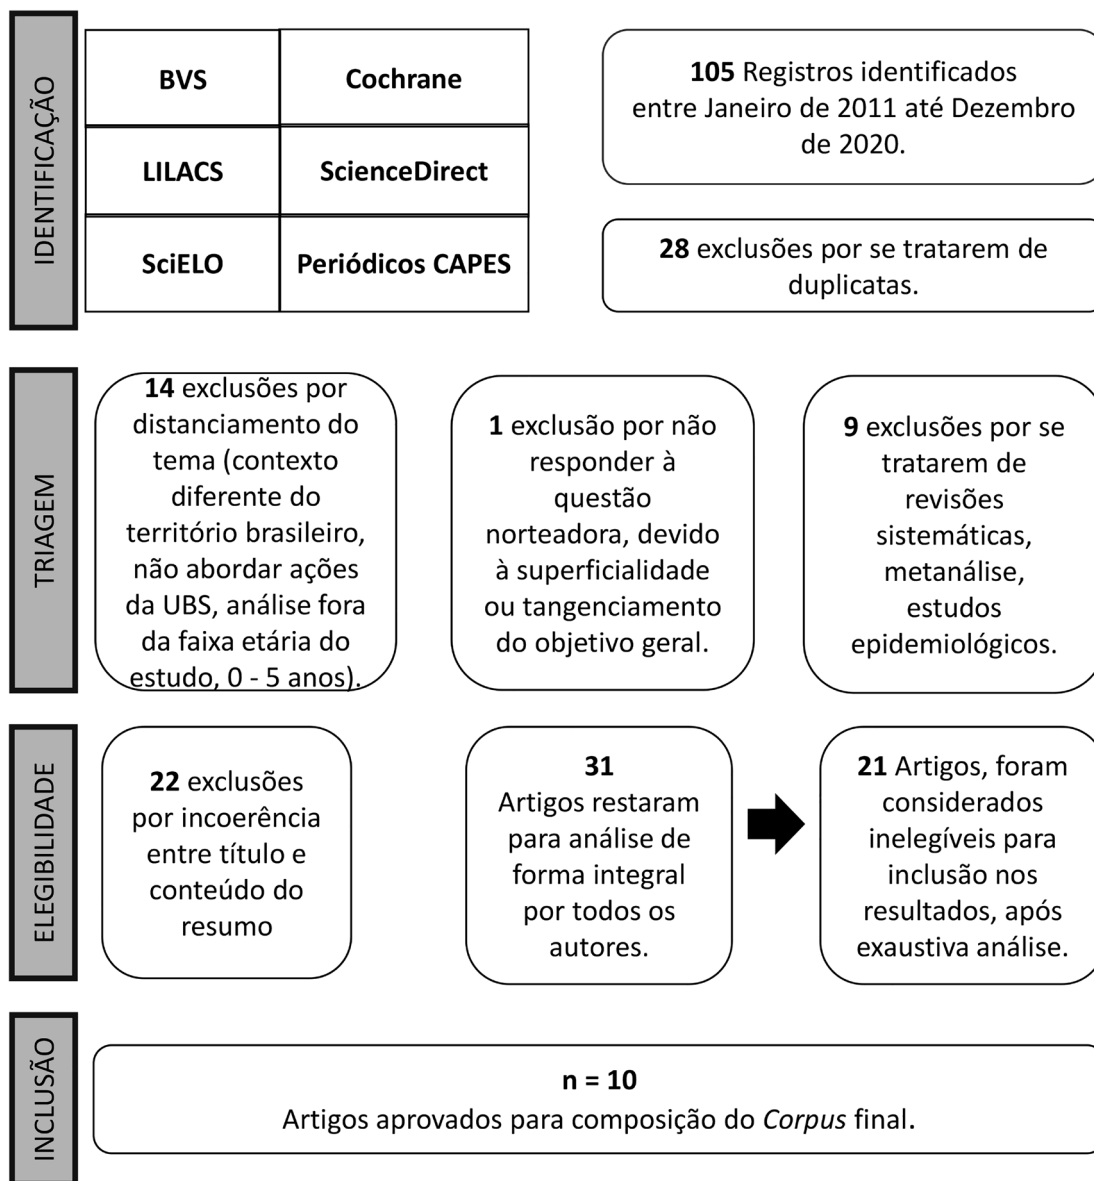 IDENTIFICAÇÃO
BVS
Cochrane
LILACS
ScienceDirect
SciELO
Periódicos CAPES
105 Registros identificados
entre Janeiro de 2011 até Dezembro
de 2020.
28 exclusões por se tratarem de
duplicatas.
TRIAGEM
14 exclusões por
distanciamento do
tema (contexto
diferente do
território brasileiro,
não abordar ações
da UBS, análise fora
da faixa etária do
estudo, 0 - 5 anos).
1 exclusão por não
responder à
questão
norteadora, devido
à superficialidade
ou tangenciamento
do objetivo geral.
9 exclusões por se
tratarem de
revisões
sistemáticas,
metanálise,
estudos
epidemiológicos.
ELEGIBILIDADE
22 exclusões
por incoerência
entre título e
conteúdo do
resumo
31
Artigos restaram
para análise de
forma integral
por todos os
autores.
21 Artigos, foram
considerados
inelegíveis para
inclusão nos
resultados, após
exaustiva análise.
INCLUSÃO
n = 10
Artigos aprovados para composição do Corpus final.